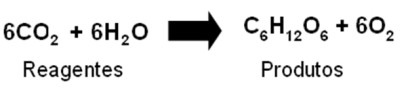 6CO₂ + 6H₂O C₆H₁₂O₆ + 6O₂
Reagentes Produtos